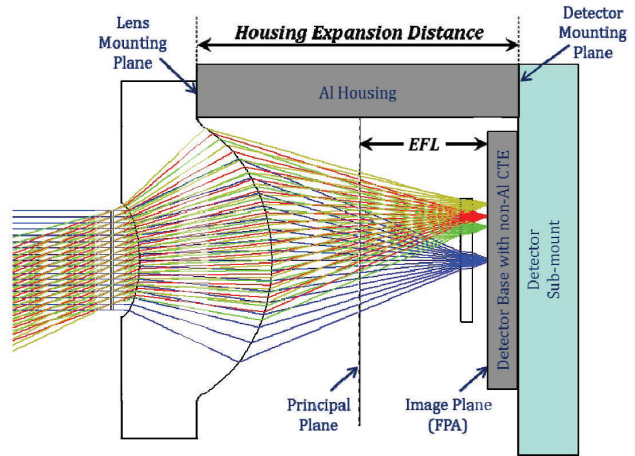 Lens
Mounting
Plane
Housing Expansion Distance
Detector
Mounting
Plane
Al Housing
EFL
Detector Base with non-Al CTE
Detector
Sub-mount
Principal
Plane
Image Plane
(FPA)